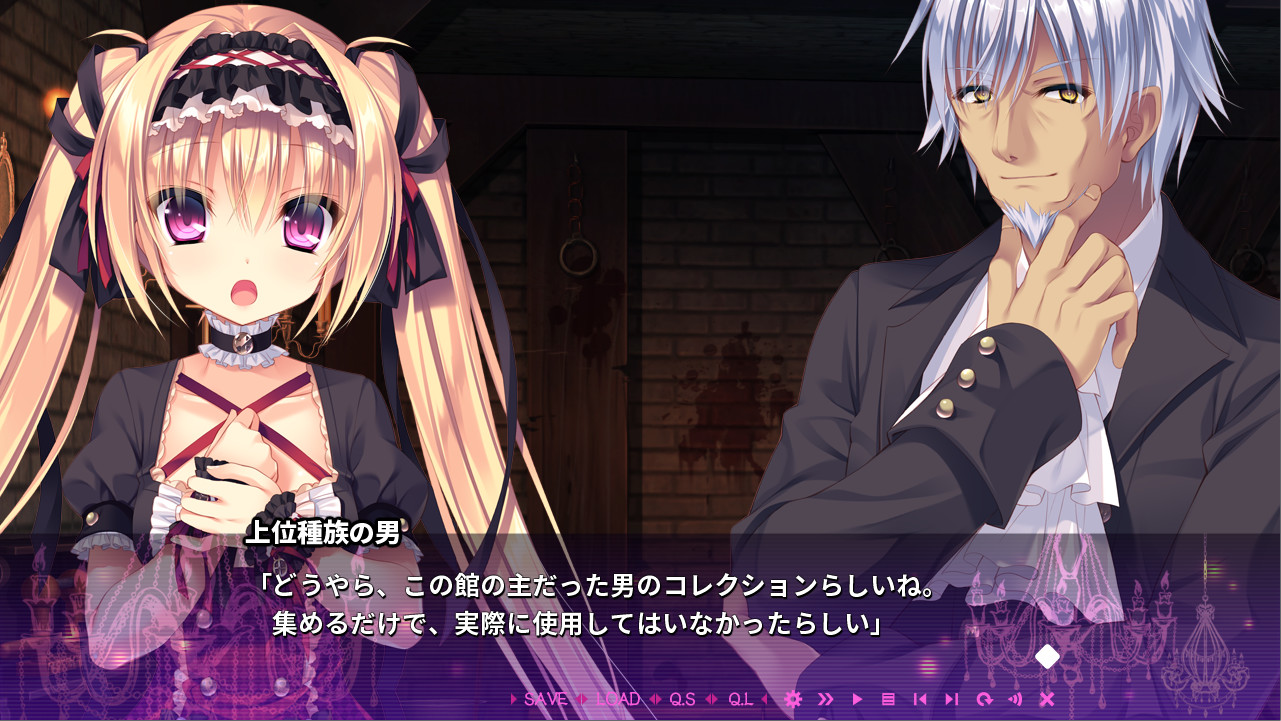 上位種族の男
「どうやら、この館の主だった男のコレクションらしいね。
集めるだけで、実際に使用してはいなかったらしい」
SAVE LOAD Q.S Q.L